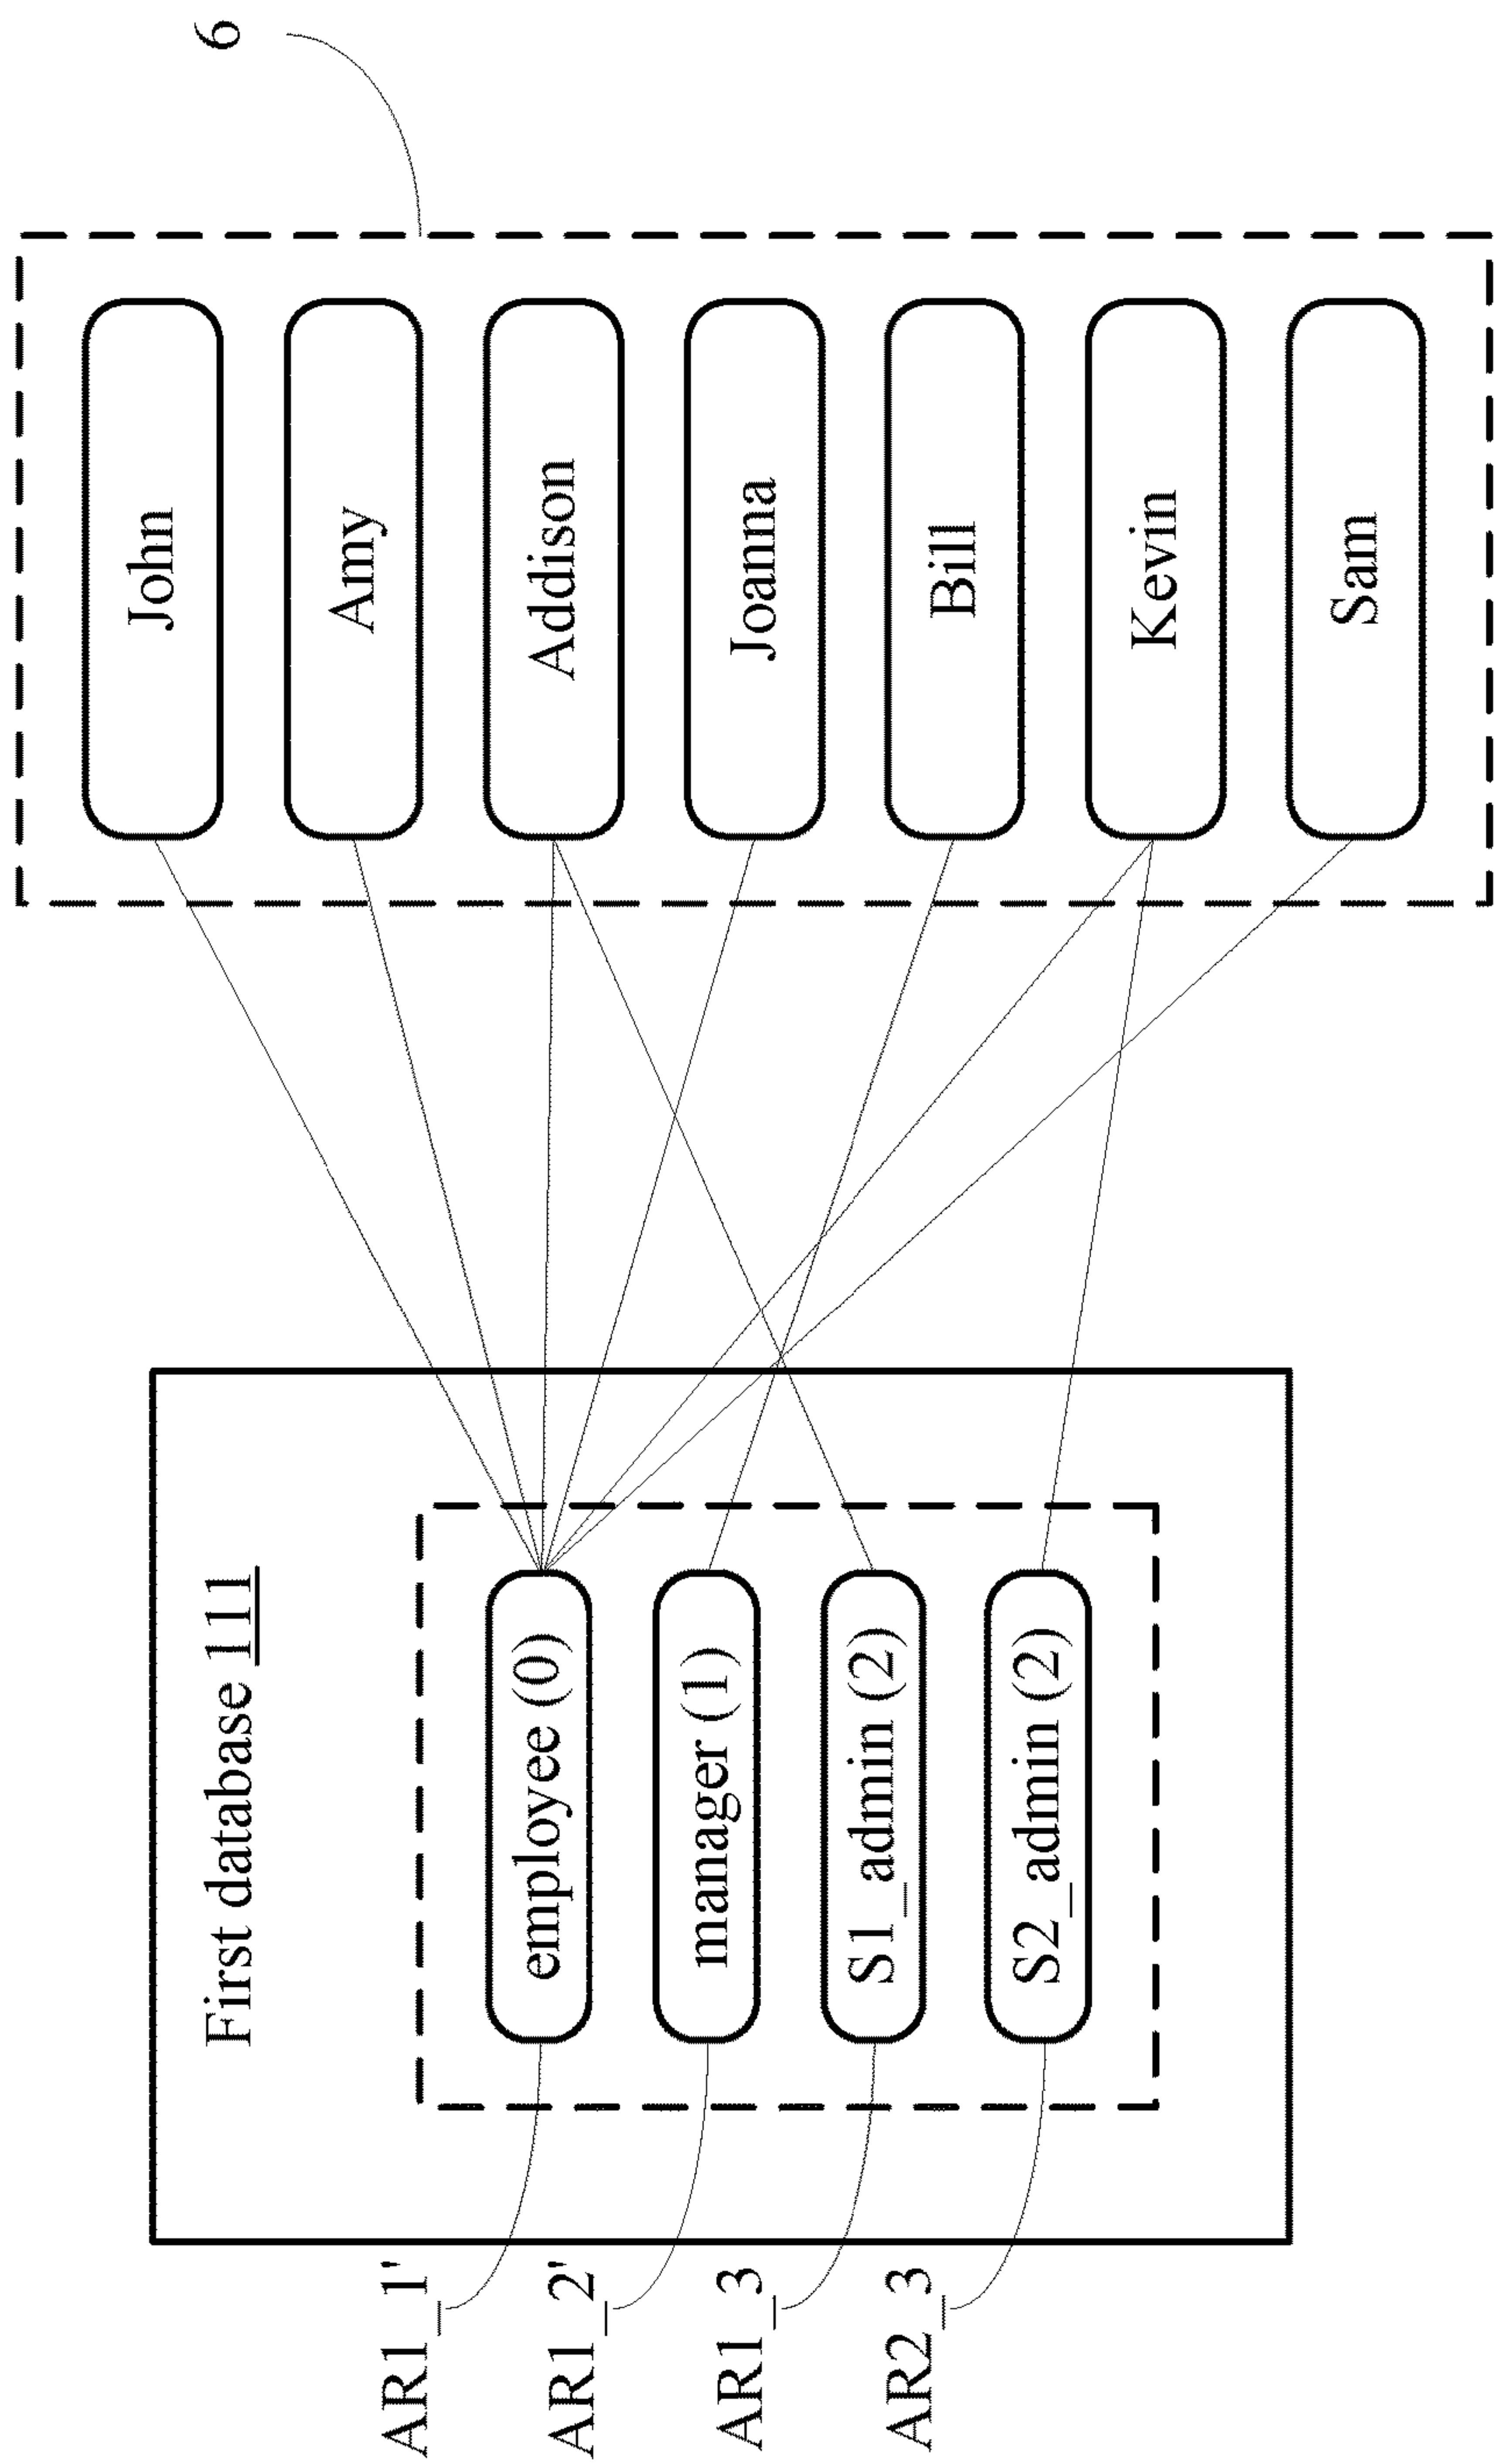 First database 111
AR1_1'
employee (0)
AR1_2'
manager (1)
AR1_3
S1_admin (2)
AR2_3
S2_admin (2)
6
John
Amy
Addison
Joanna
Bill
Kevin
Sam